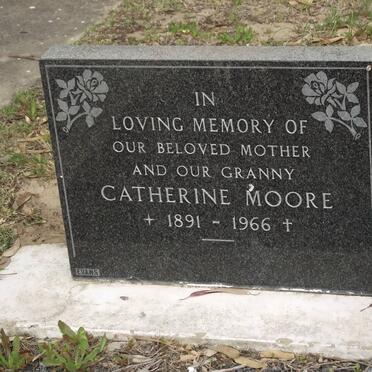 IN
LOVING MEMORY OF
OUR BELOVED MOTHER
AND OUR GRANNY
CATHERINE MOORE
✝ 1891 - 1966 ✝